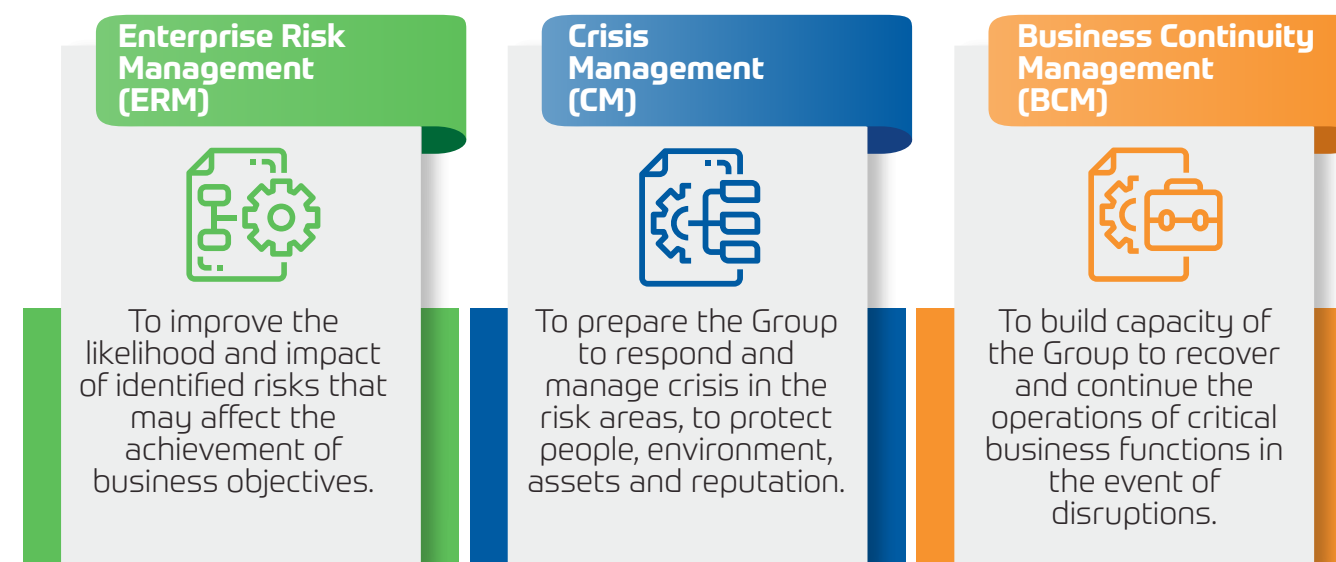 Enterprise Risk
Management
(ERM)
To improve the
likelihood and impact
of identified risks that
may affect the
achievement of
business objectives.
Crisis
Management
(CM)
To prepare the Group
to respond and
manage crisis in the
risk areas, to protect
people, environment,
assets and reputation.
Business Continuity
Management
(BCM)
To build capacity of
the Group to recover
and continue the
operations of critical
business functions in
the event of
disruptions.